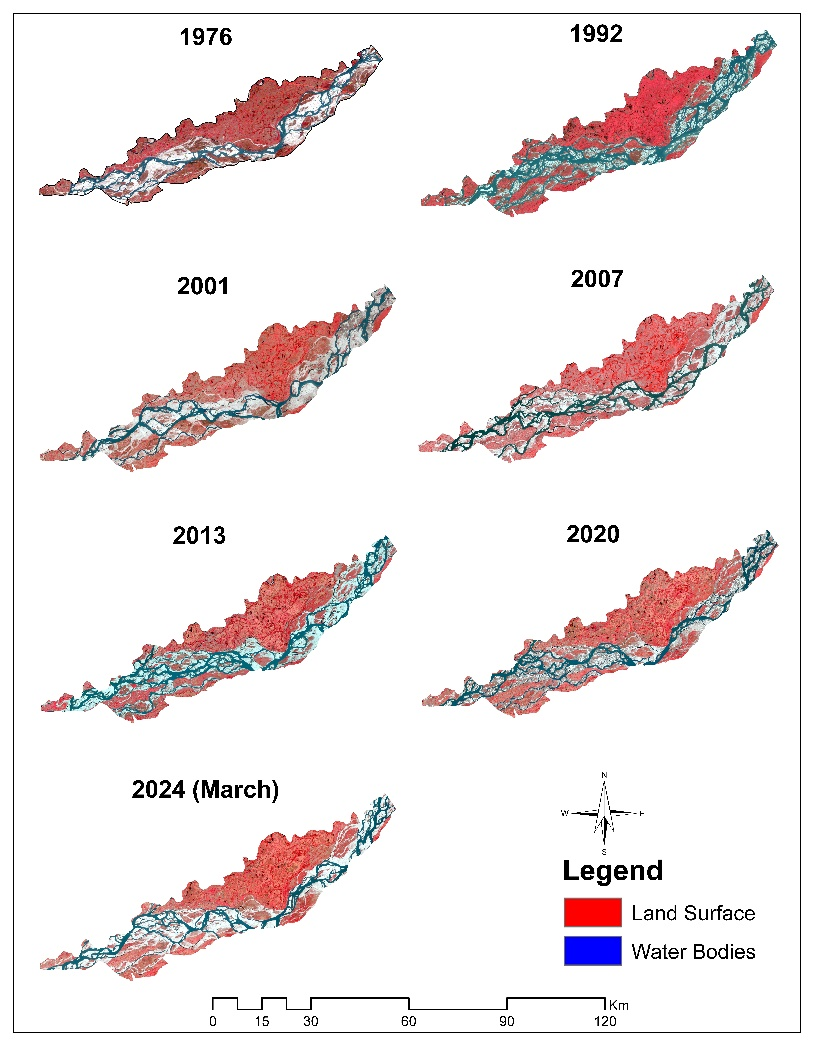 1976
1992
2001
2007
2013
2020
2024 (March)
N
W E
S
Legend
Land Surface
Water Bodies
Km
0 15 30 60 90 120